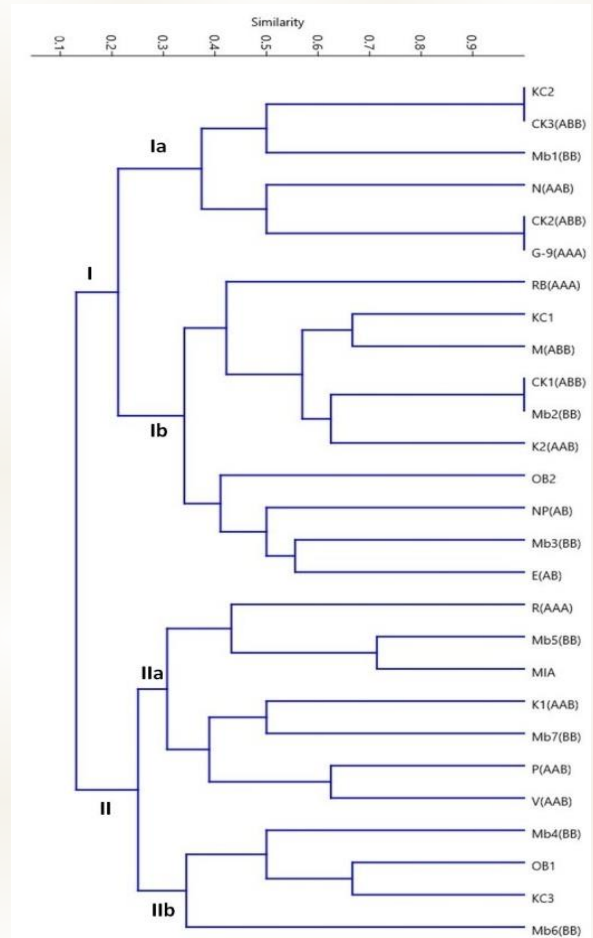 Similarity
0.1
0.2
0.3
0.4
0.5
0.6
0.7
0.8
0.9
KC2
CK3(ABB)
Ia
Mb1(BB)
N(AAB)
CK2(ABB)
G-9(AAA)
I
RB(AAA)
KC1
M(ABB)
CK1(ABB)
Mb2(BB)
Ib
K2(AAB)
OB2
NP(AB)
Mb3(BB)
E(AB)
R(AAA)
Mb5(BB)
IIa
MIA
K1(AAB)
Mb7(BB)
P(AAB)
V(AAB)
II
Mb4(BB)
OB1
KC3
IIb
Mb6(BB)